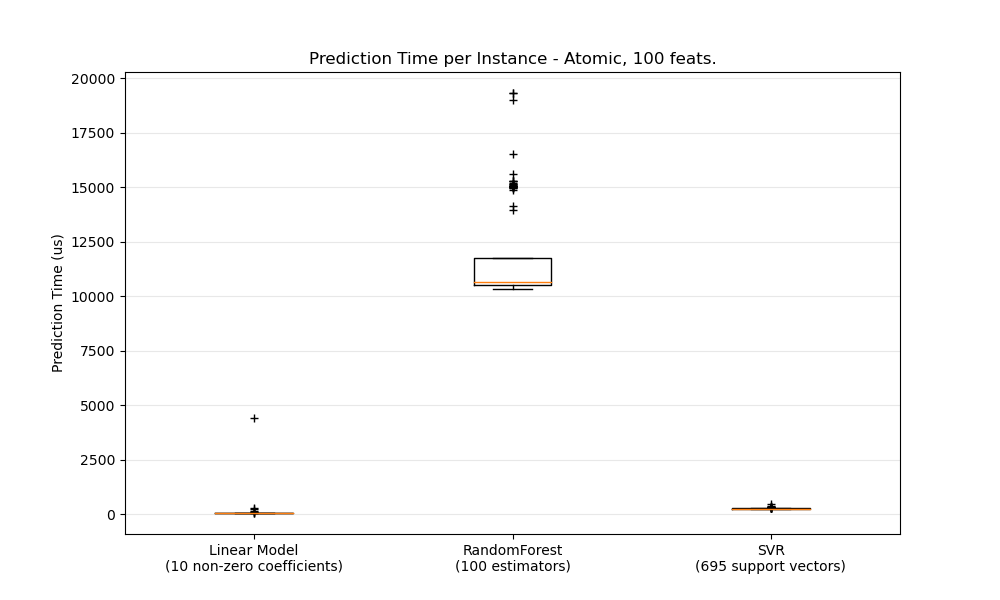 Prediction Time per Instance - Atomic, 100 feats.
Prediction Time (us)
20000
17500
15000
12500
10000
7500
5000
2500
0
Linear Model
(10 non-zero coefficients)
RandomForest
(100 estimators)
SVR
(695 support vectors)